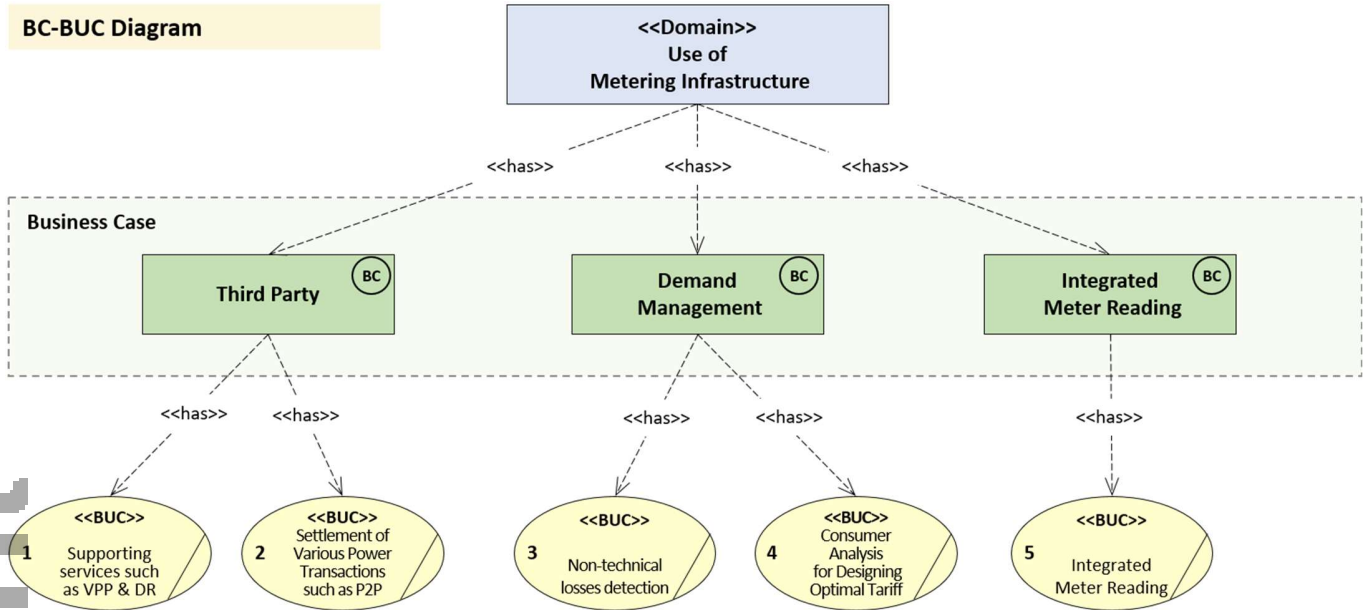 BC-BUC Diagram
<<Domain>>
Use of
Metering Infrastructure
<<has>>
<<has>>
<<has>>
Business Case
Third Party
BC
Demand
Management
BC
Integrated
Meter Reading
BC
<<has>>
<<has>>
<<has>>
<<has>>
<<has>>
<<BUC>>
1
Supporting
services such
as VPP & DR
<<BUC>>
2
Settlement of
Various Power
Transactions
such as P2P
<<BUC>>
3
Non-technical
losses detection
<<BUC>>
4
Consumer
Analysis
for Designing
Optimal Tariff
<<BUC>>
5
Integrated
Meter Reading